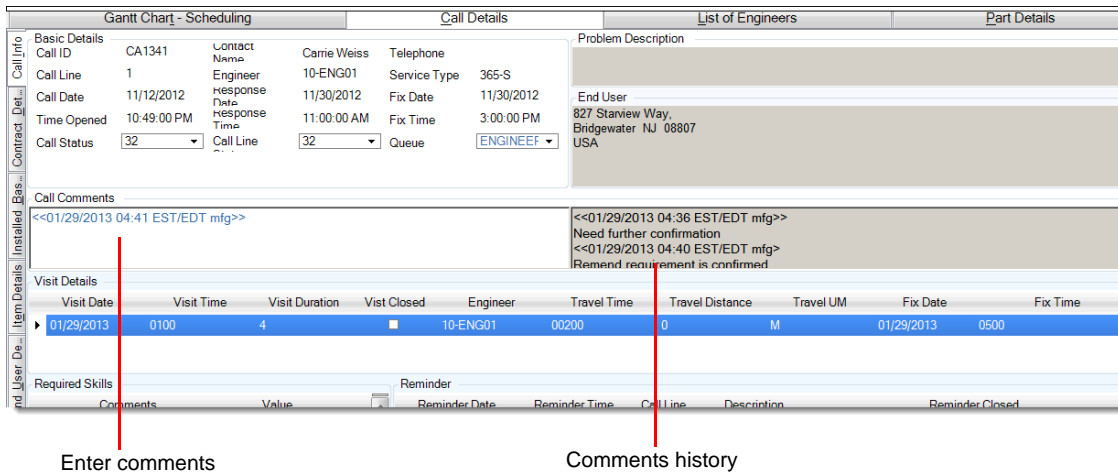 Gantt Chart - Scheduling Call Details List of Engineers Part Details
Call Info
Contract Det...
Installed Bas...
Item Details
nd User De...
Basic Details
Call ID CA1341 Contact Name Carrie Weiss Telephone
Call Line 1 Engineer 10-ENG01 Service Type 365-S
Call Date 11/12/2012 Response Date 11/30/2012 Fix Date 11/30/2012
Time Opened 10:49:00 PM Response Time 11:00:00 AM Fix Time 3:00:00 PM
Call Status 32 Call Line 32 Queue ENGINEER
Problem Description
End User
827 Starview Way,
Bridgewater NJ 08807
USA
Call Comments
<<01/29/2013 04:41 EST/EDT mfg>>
<<01/29/2013 04:36 EST/EDT mfg>>
Need further confirmation
<<01/29/2013 04:40 EST/EDT mfg>
Remend requirement is confirmed
Visit Details
Visit Date Visit Time Visit Duration Vist Closed Engineer Travel Time Travel Distance Travel UM Fix Date Fix Time
01/29/2013 0100 4 10-ENG01 00200 0 M 01/29/2013 0500
Required Skills
Comments Value
Reminder
Reminder Date Reminder Time Call Line Description Reminder Closed
Enter comments
Comments history